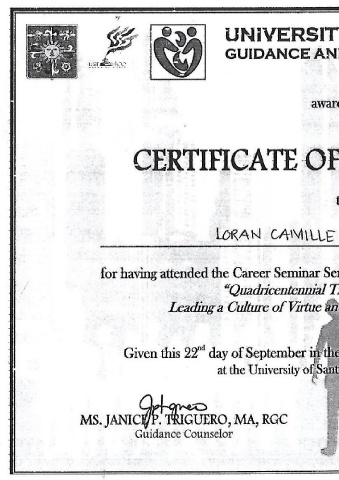 UNIVERSIT
GUIDANCE AN
awar
CERTIFICATE OF
LORAN CAMILLE
for having attended the Career Seminar Ser
"Quadricentennial T
Leading a Culture of Virtue an
Given this 22nd day of September in the
at the University of Sant
MS. JANICE P. TRIGUERO, MA, RGC
Guidance Counselor